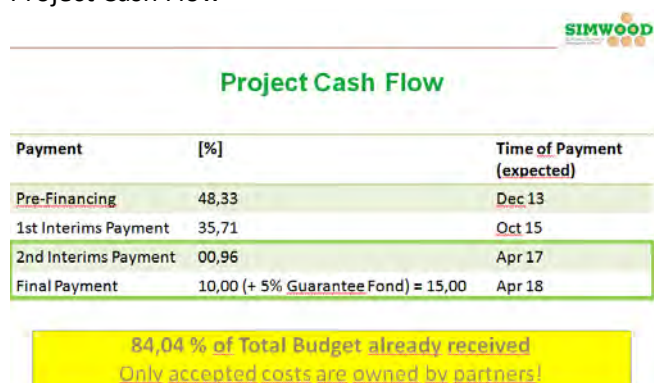 Project Cash Flow
SIMWOOD
Project Cash Flow
Payment [%] Time of Payment (expected)
Pre-Financing 48,33 Dec 13
1st Interims Payment 35,71 Oct 15
2nd Interims Payment 00,96 Apr 17
Final Payment 10,00 (+ 5% Guarantee Fond) = 15,00 Apr 18
84,04 % of Total Budget already received
Only accepted costs are owned by partners!